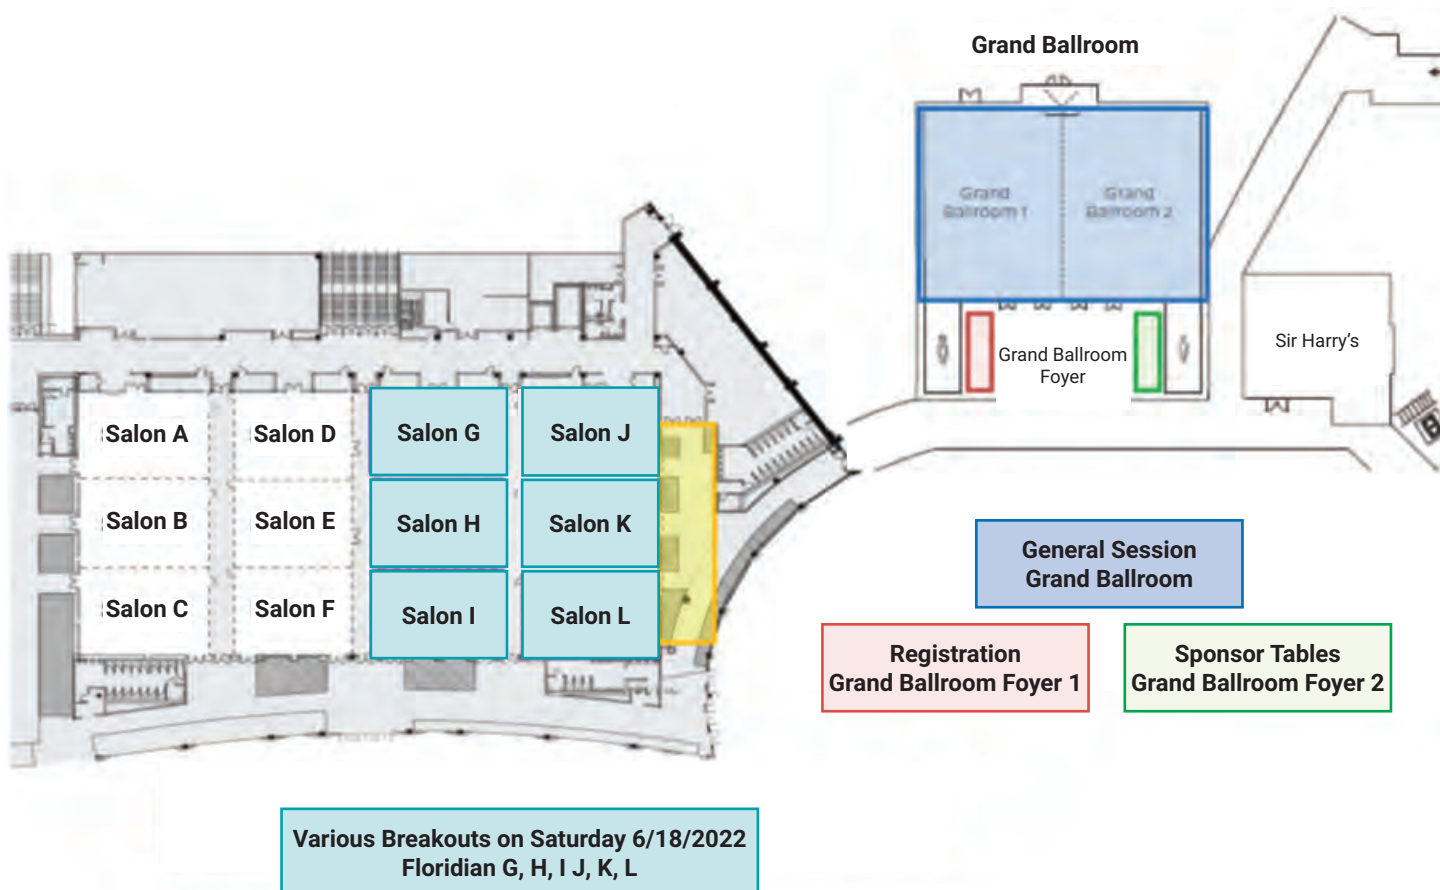 Grand Ballroom
Grand
Ballroom 1
Grand
Ballroom 2
Grand Ballroom
Foyer
Sir Harry's
Salon A
Salon D
Salon G
Salon J
Salon B
Salon E
Salon H
Salon K
Salon C
Salon F
Salon I
Salon L
B
General Session
Grand Ballroom
Registration
Grand Ballroom Foyer 1
Sponsor Tables
Grand Ballroom Foyer 2
Various Breakouts on Saturday 6/18/2022
Floridian G, H, I J, K, L